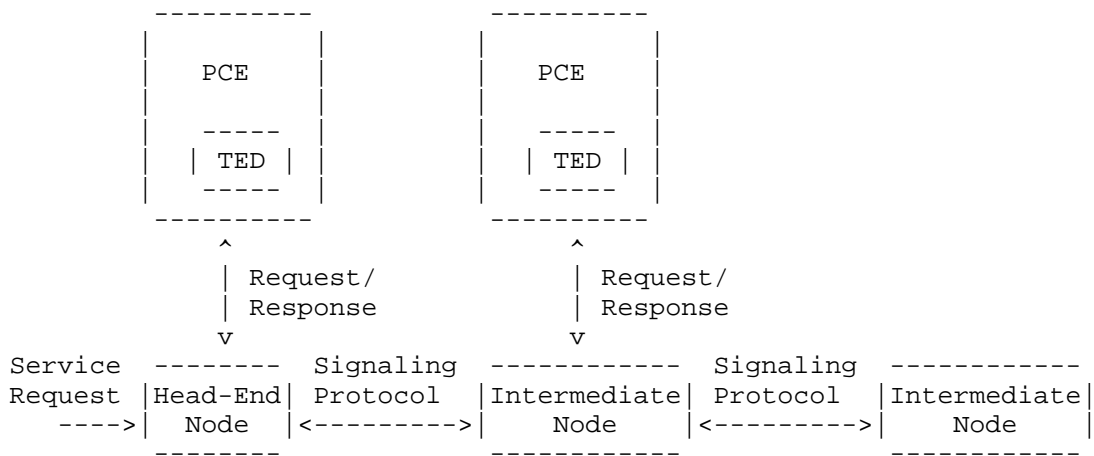 PCE PCE
TED TED
Request/ Request/
Response Response
Service Signaling Signaling
Request Head-End Protocol Intermediate Protocol Intermediate
Node Node Node